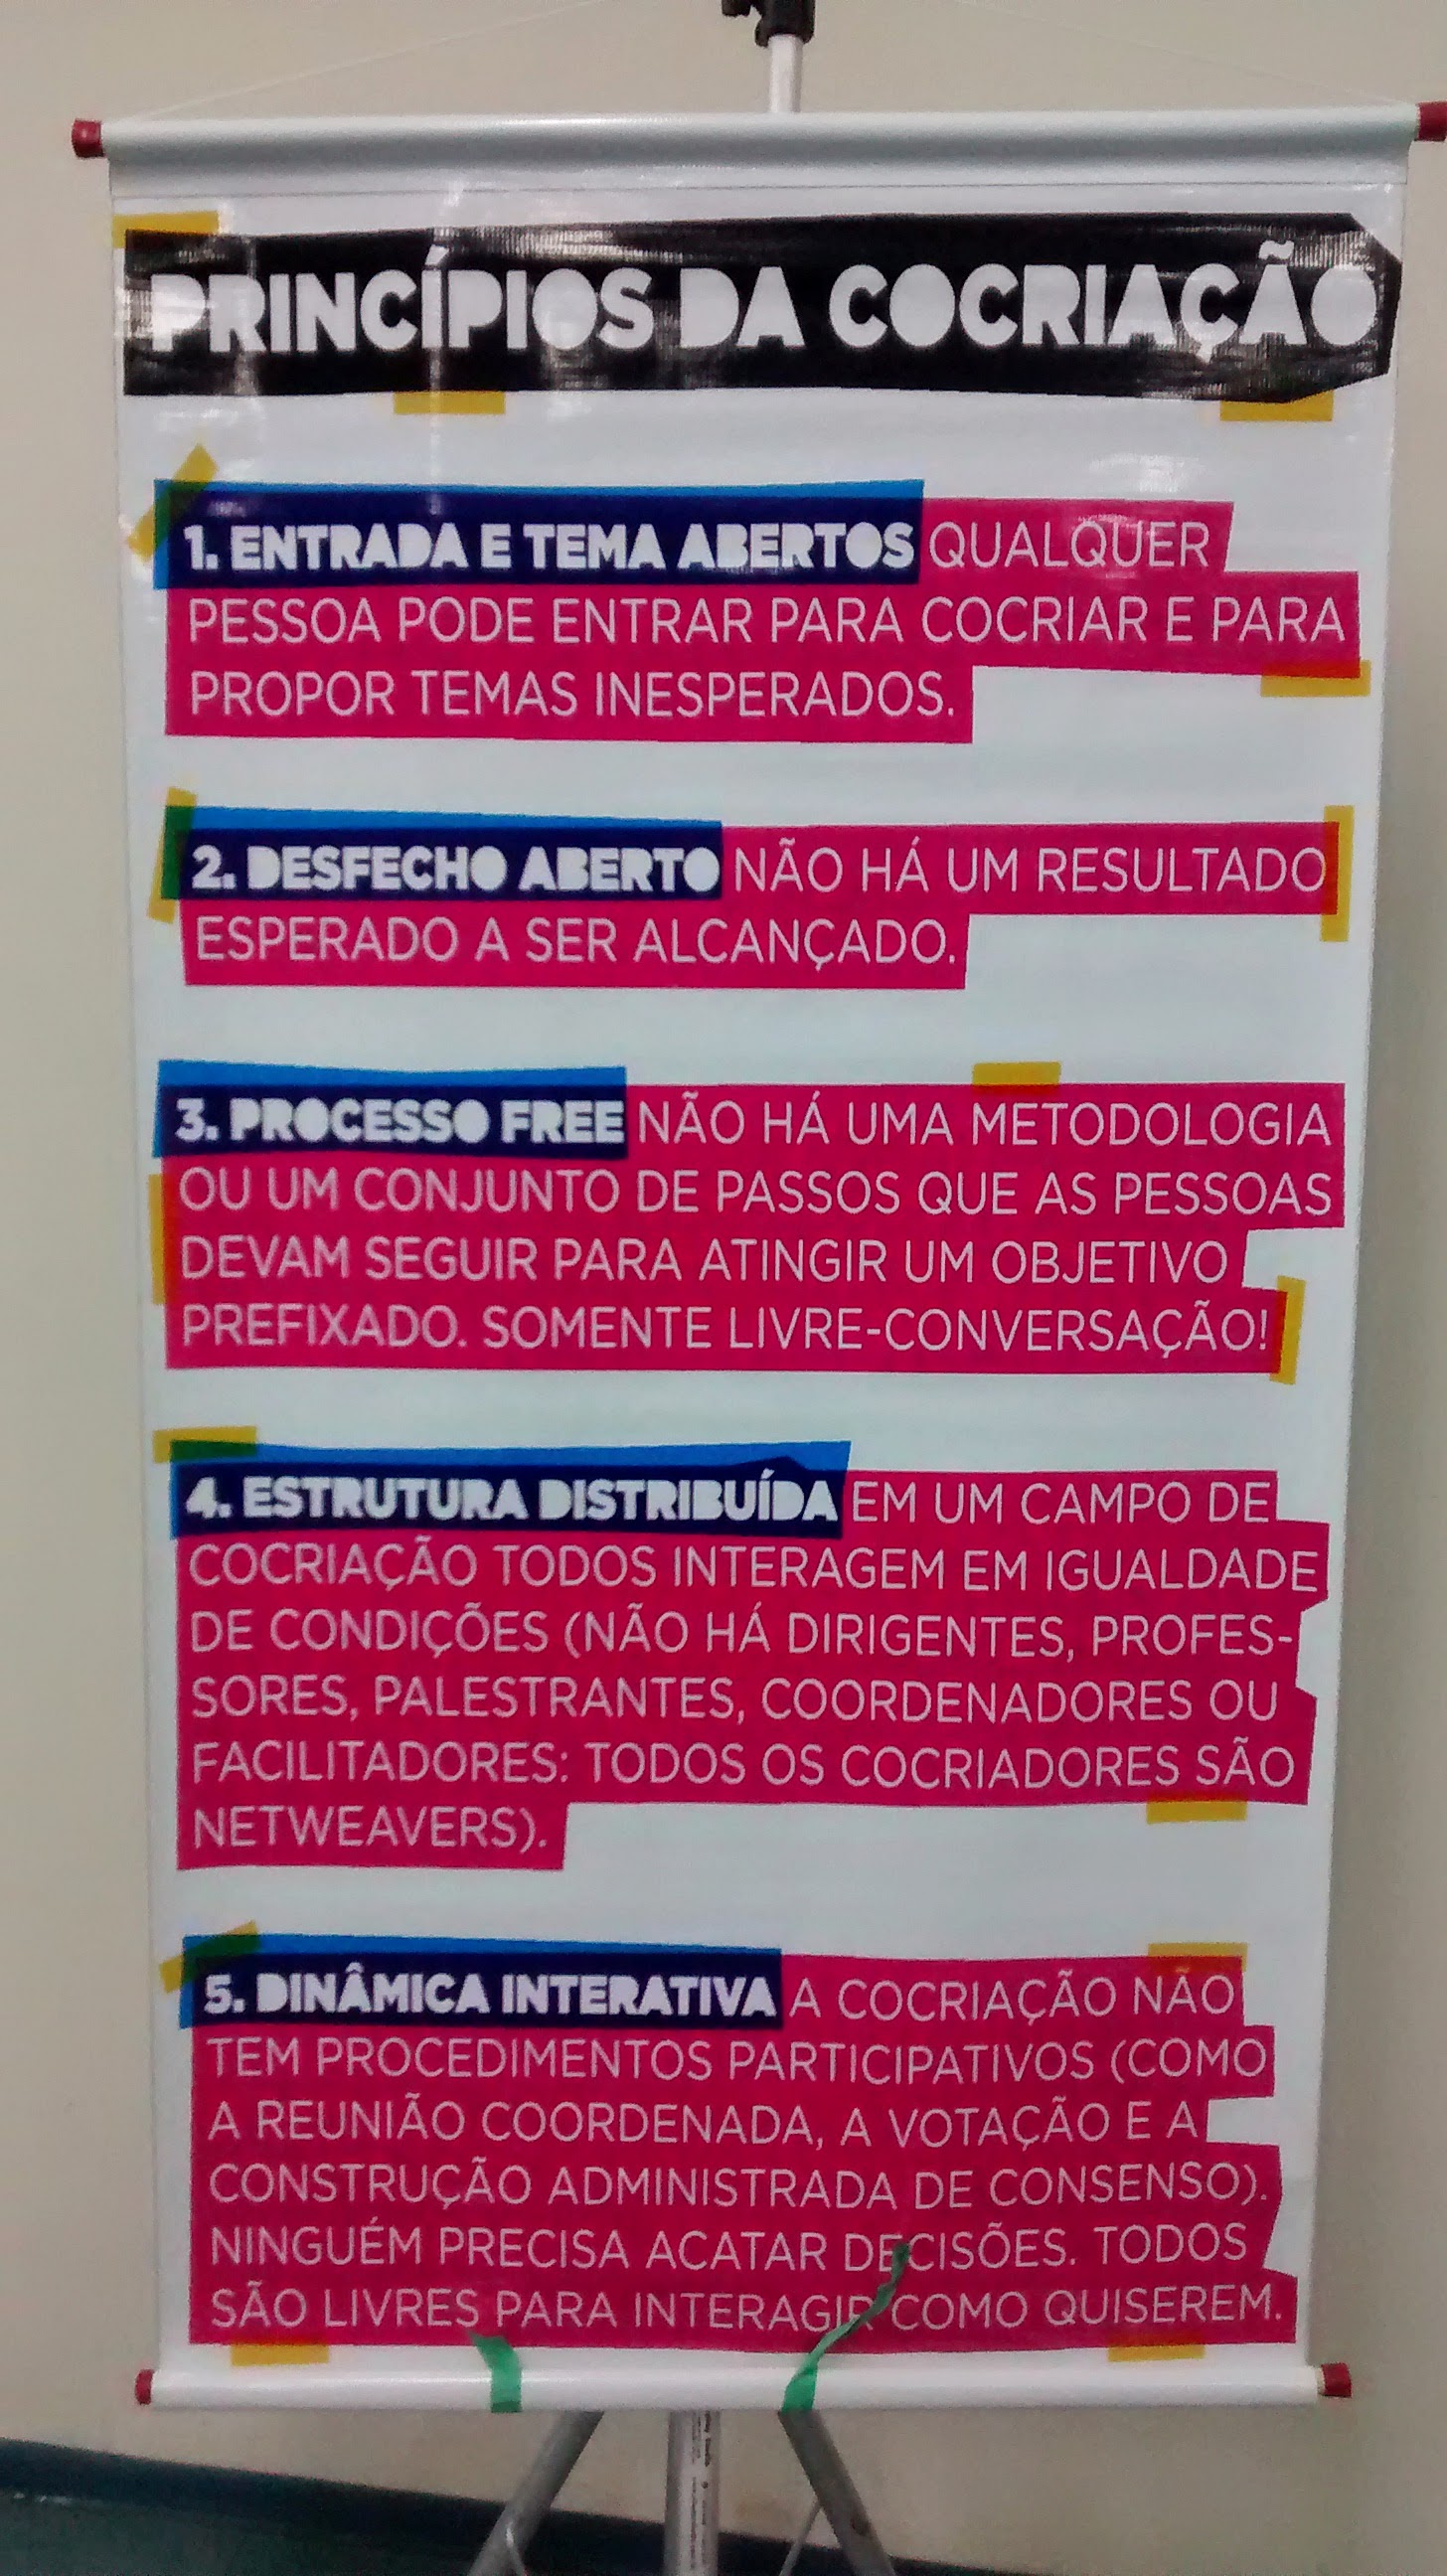 PRINCÍPIOS DA COCRIAÇÃO
1. ENTRADA E TEMA ABERTOS QUALQUER
PESSOA PODE ENTRAR PARA COCRIAR E PARA
PROPOR TEMAS INESPERADOS.
2. DESFECHO ABERTO NÃO HÁ UM RESULTADO
ESPERADO A SER ALCANÇADO.
3. PROCESSO FREE NÃO HÁ UMA METODOLOGIA
OU UM CONJUNTO DE PASSOS QUE AS PESSOAS
DEVAM SEGUIR PARA ATINGIR UM OBJETIVO
PREFIXADO. SOMENTE LIVRE-CONVERSAÇÃO!
4. ESTRUTURA DISTRIBUÍDA EM UM CAMPO DE
COCRIAÇÃO TODOS INTERAGEM EM IGUALDADE
DE CONDIÇÕES (NÃO HÁ DIRIGENTES, PROFES-
SORES, PALESTRANTES, COORDENADORES OU
FACILITADORES: TODOS OS COCRIADORES SÃO
NETWEAVERS).
5. DINÂMICA INTERATIVA A COCRIAÇÃO NÃO
TEM PROCEDIMENTOS PARTICIPATIVOS (COMO
A REUNIÃO COORDENADA, A VOTAÇÃO E A
CONSTRUÇÃO ADMINISTRADA DE CONSENSO).
NINGUÉM PRECISA ACATAR DECISÕES. TODOS
SÃO LIVRES PARA INTERAGIR COMO QUISEREM.